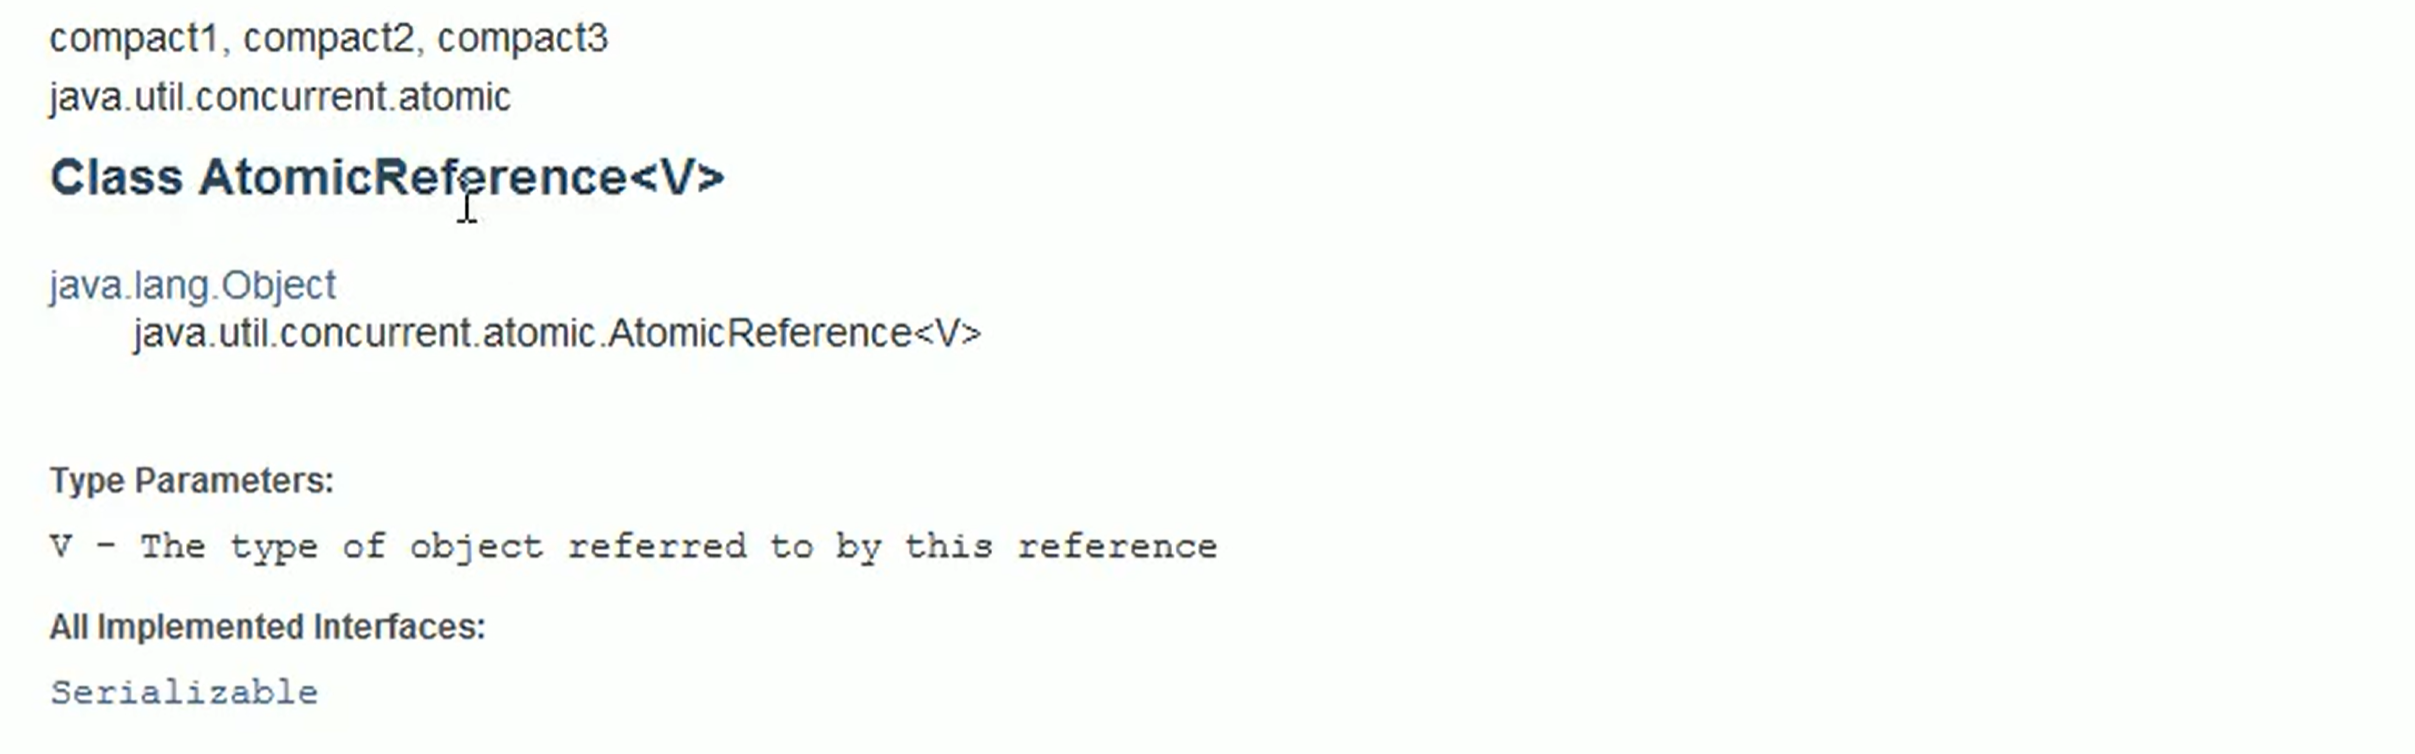 compact1, compact2, compact3
java.util.concurrent.atomic
Class AtomicReference<V>
java.lang.Object
java.util.concurrent.atomic.AtomicReference<V>
Type Parameters:
V - The type of object referred to by this reference
All Implemented Interfaces:
Serializable